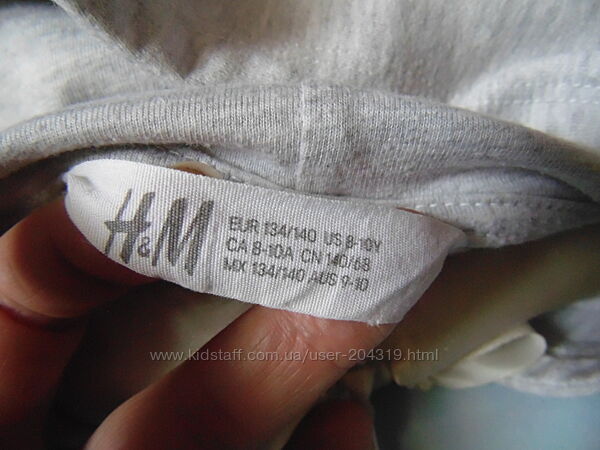 H&M
EUR 134/140 US 8-10Y
CA 8-10A CN 140/68
MX 134/140 AUS 9-10
www.kidstaff.com.ua/user-204319.html